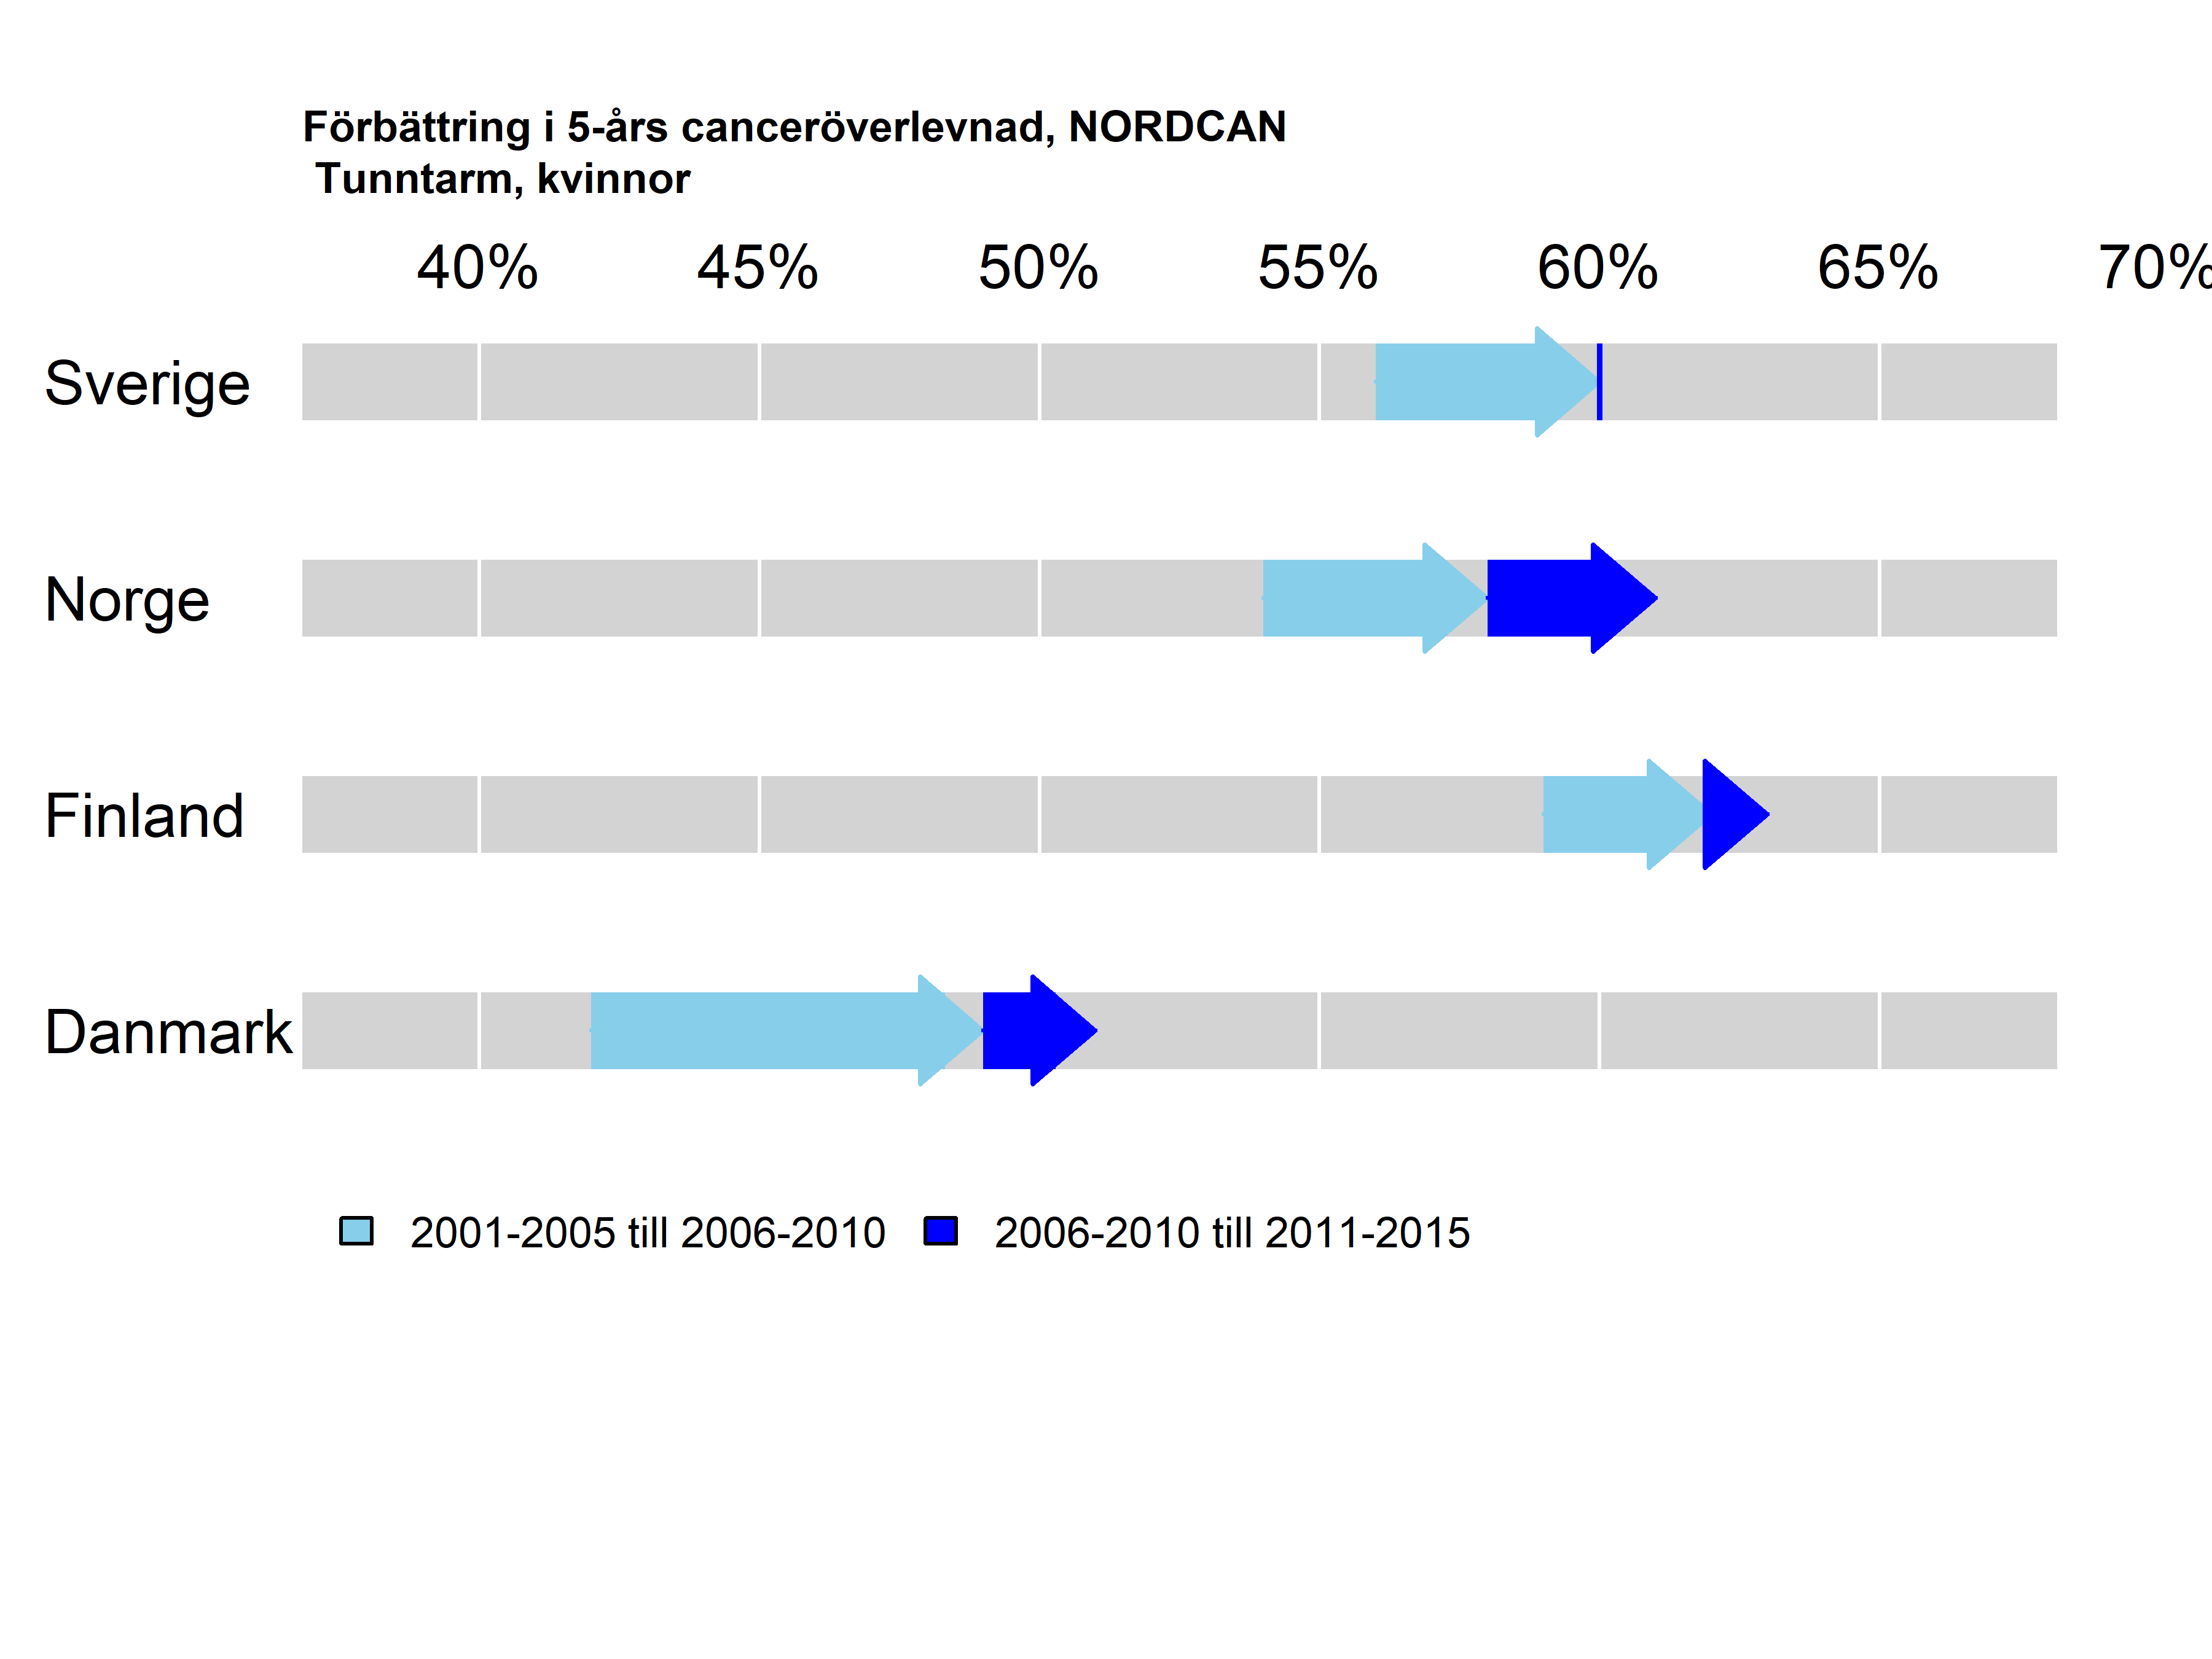 Förbättring i 5-års canceröverlevnad, NORDCAN
Tunntarm, kvinnor
40% 45% 50% 55% 60% 65% 70%
Sverige
Norge
Finland
Danmark
2001-2005 till 2006-2010 2006-2010 till 2011-2015